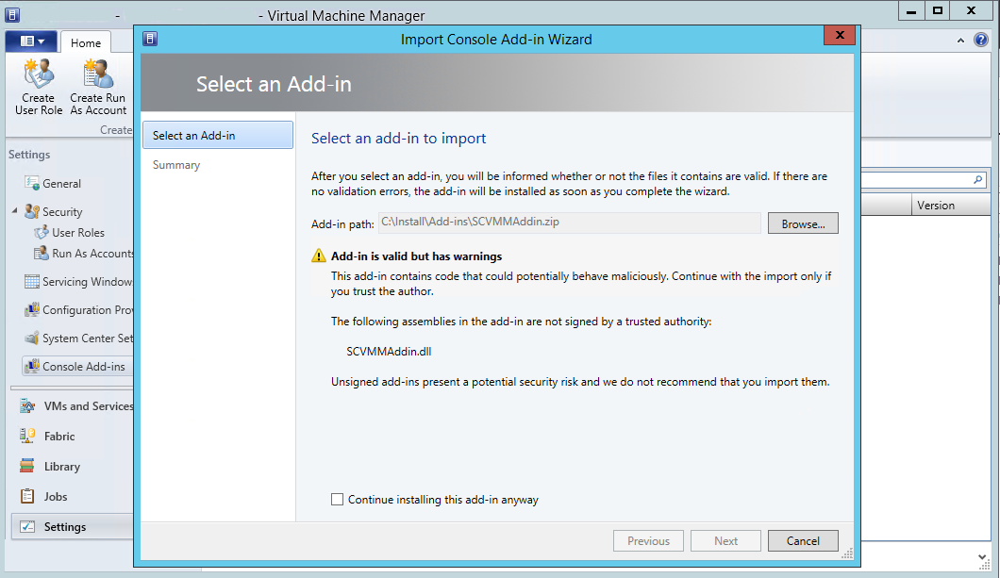 - - Virtual Machine Manager
Home
Create User Role
Create Run As Account
Create
Settings
General
Security
User Roles
Run As Accounts
Servicing Window
Configuration Prov
System Center Set
Console Add-ins
VMs and Services
Fabric
Library
Jobs
Settings
Import Console Add-in Wizard
X
Select an Add-in
Select an Add-in
Summary
Select an add-in to import
After you select an add-in, you will be informed whether or not the files it contains are valid. If there are
no validation errors, the add-in will be installed as soon as you complete the wizard.
Add-in path: C:\Install\Add-ins\SCVMMAddin.zip Browse...
Add-in is valid but has warnings
This add-in contains code that could potentially behave maliciously. Continue with the import only if
you trust the author.
The following assemblies in the add-in are not signed by a trusted authority:
SCVMMAddin.dll
Unsigned add-ins present a potential security risk and we do not recommend that you import them.
Continue installing this add-in anyway
Previous Next Cancel
Version